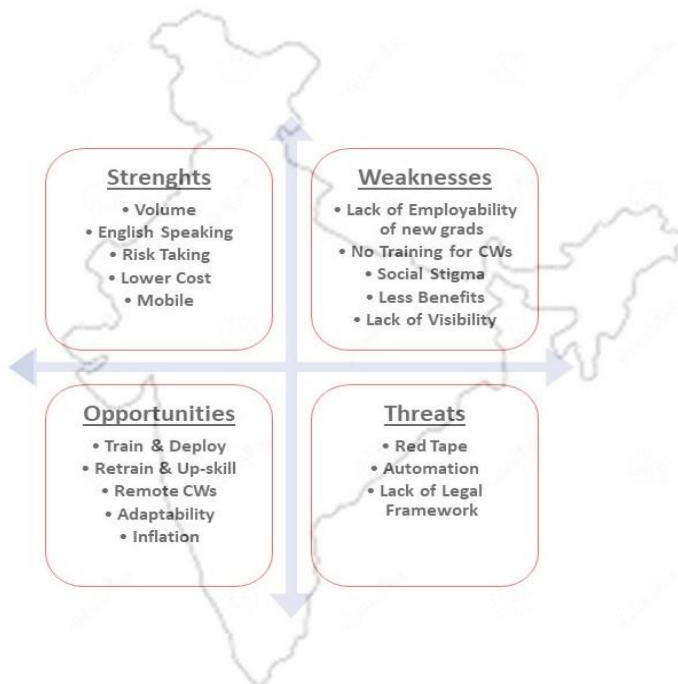 Strenghts
• Volume
• English Speaking
• Risk Taking
• Lower Cost
• Mobile
Weaknesses
• Lack of Employability
of new grads
• No Training for CWs
• Social Stigma
• Less Benefits
• Lack of Visibility
Opportunities
• Train & Deploy
• Retrain & Up-skill
• Remote CWs
• Adaptability
• Inflation
Threats
• Red Tape
• Automation
• Lack of Legal
Framework